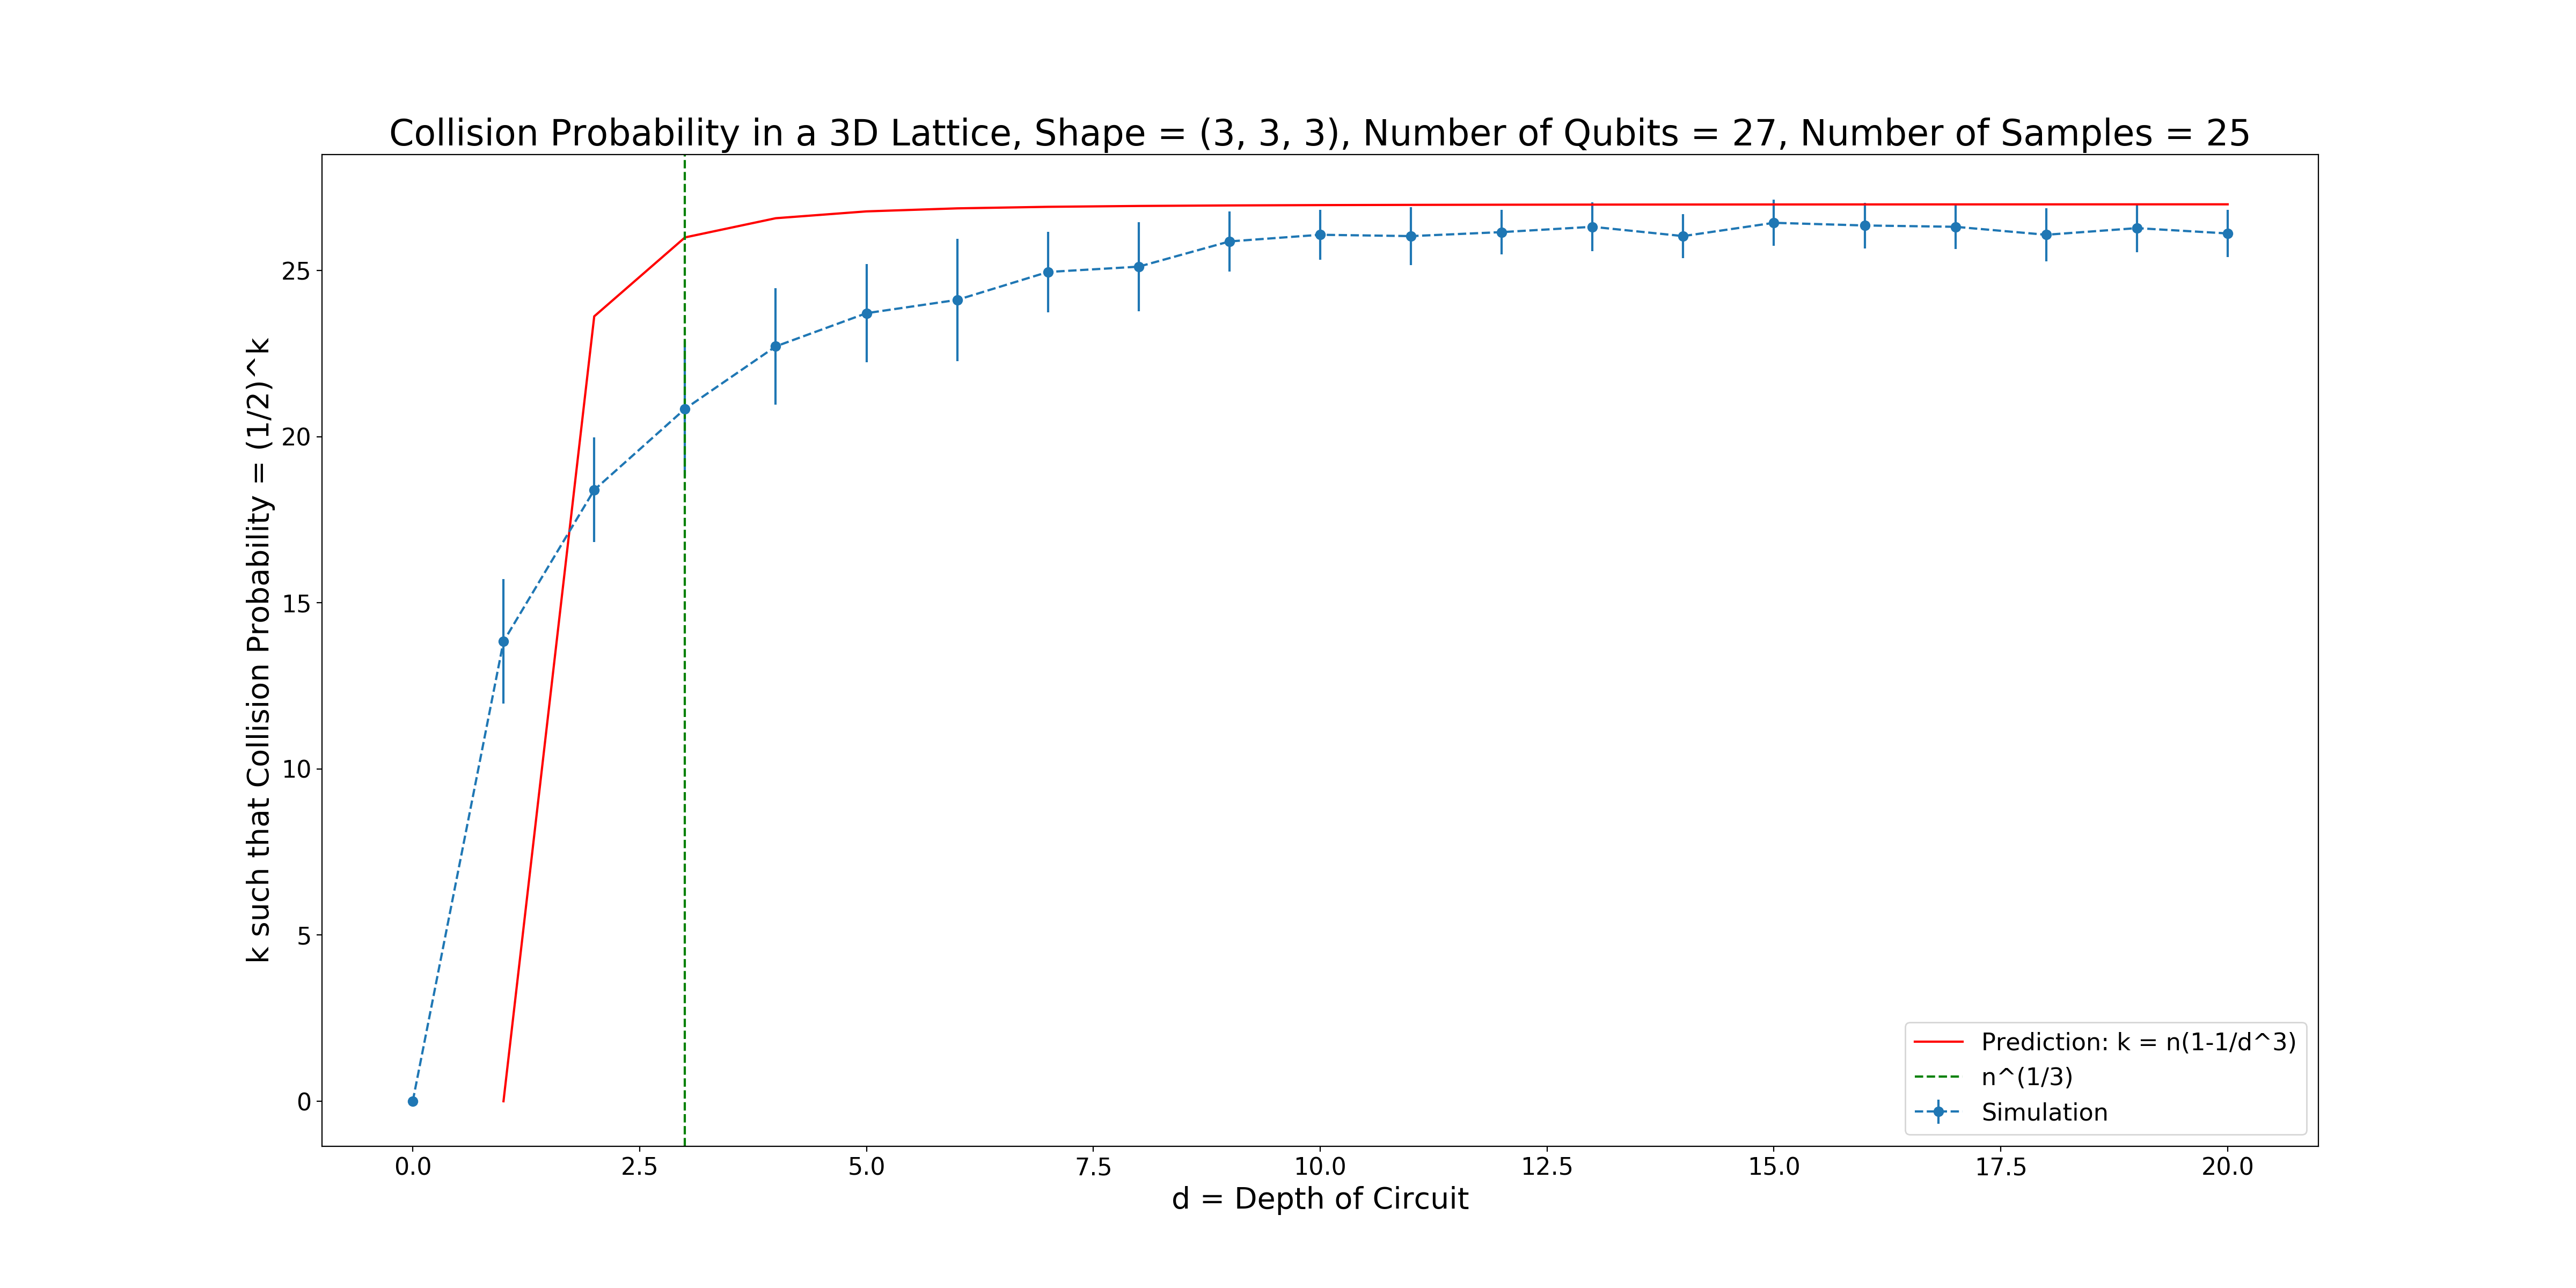 Collision Probability in a 3D Lattice, Shape = (3, 3, 3), Number of Qubits = 27, Number of Samples = 25
k such that Collision Probability = (1/2)^k
25
20
15
10
5
0
0.0 2.5 5.0 7.5 10.0 12.5 15.0 17.5 20.0
d = Depth of Circuit
Prediction: k = n(1-1/d^3)
n^(1/3)
Simulation